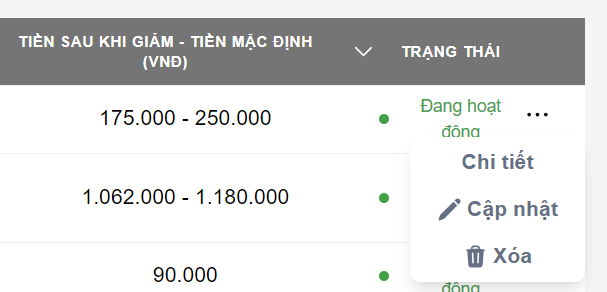 TIỀN SAU KHI GIẢM - TIỀN MẶC ĐỊNH
(VNĐ)
TRẠNG THÁI
175.000 - 250.000
Đang hoạt
động
Chi tiết
1.062.000 - 1.180.000
Cập nhật
Xóa
90.000
động